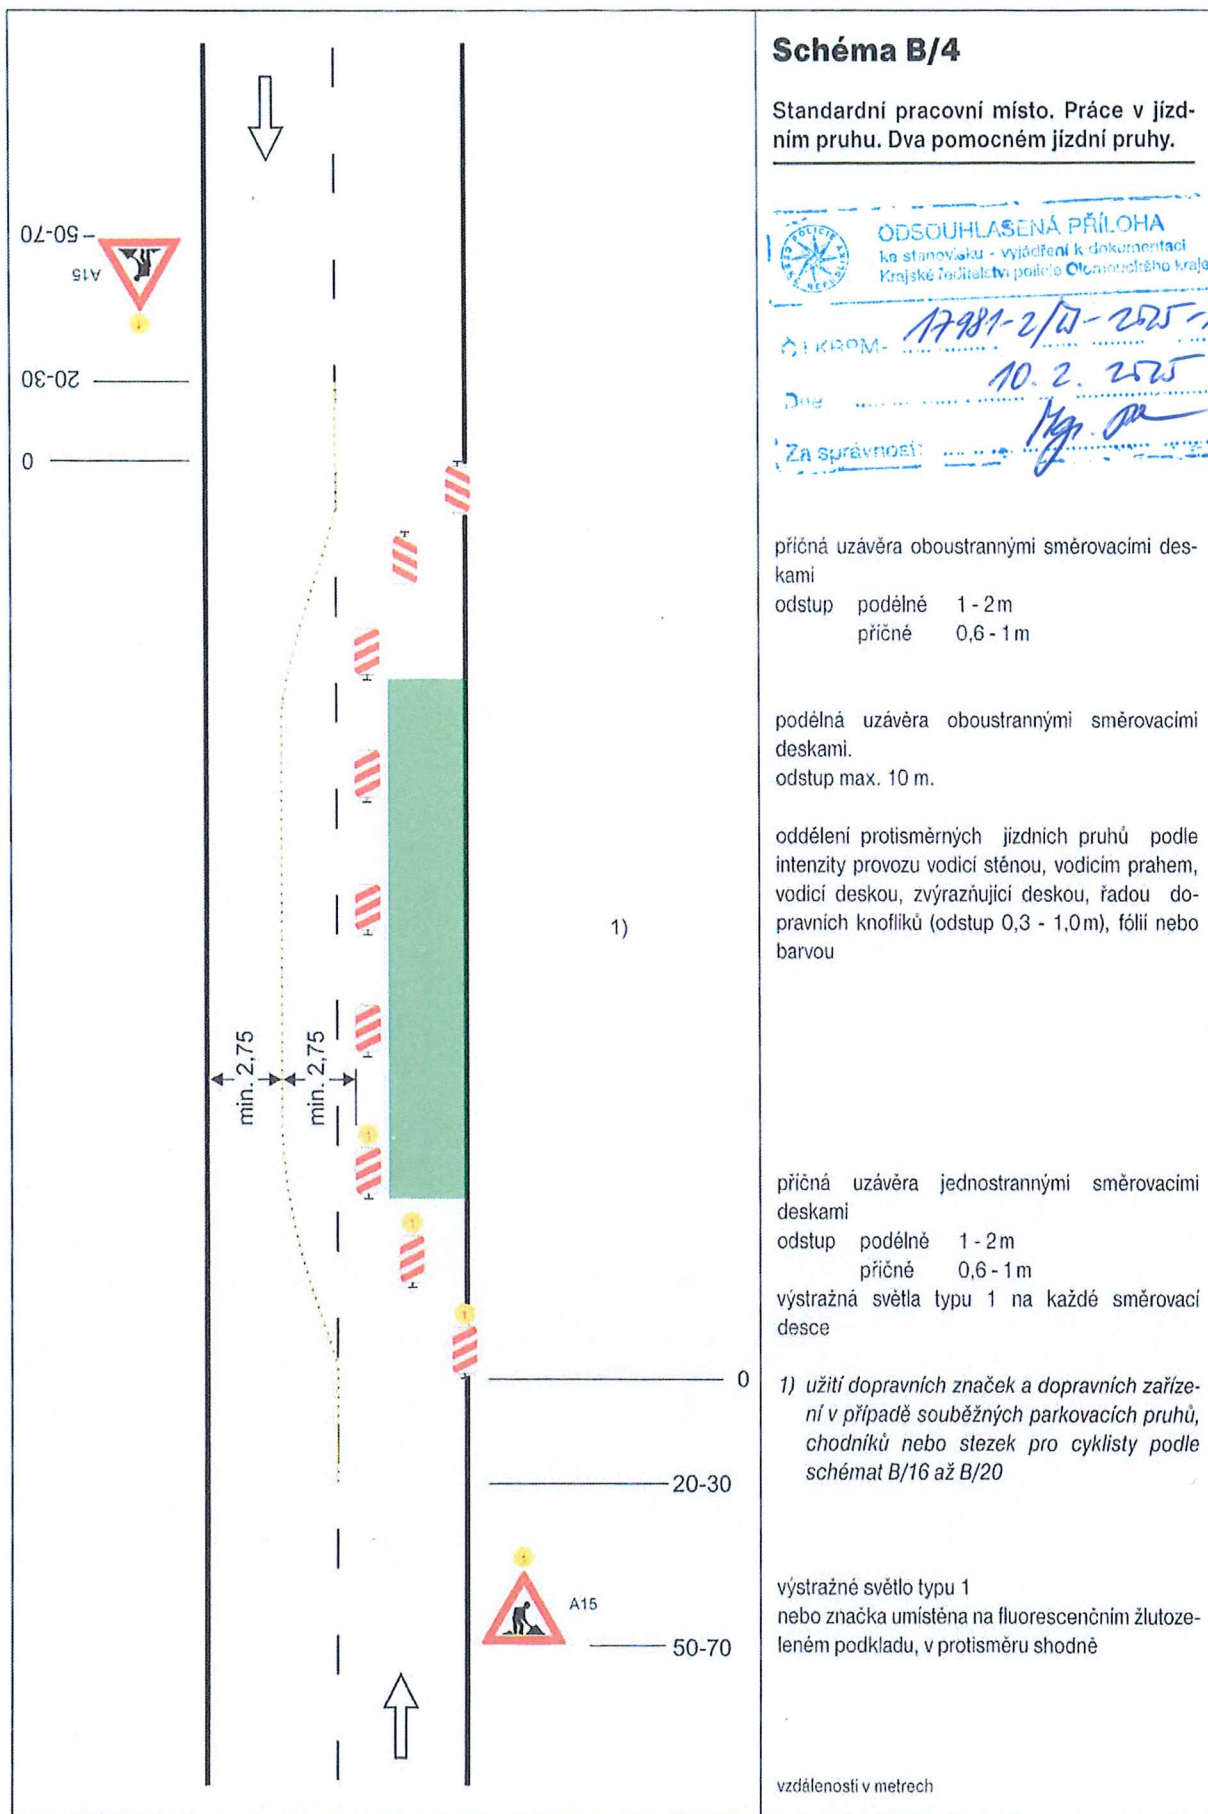 Schéma B/4
Standardní pracovní místo. Práce v jízd-
ním pruhu. Dva pomocném jízdní pruhy.
ODSOUHLASENÁ PŘÍLOHA
ke stanovisku - vyjádření k dokumentaci
Krajské ředitelství policie Olomouckého kraje
17981-2/
10. 2. 2025
Mgr.
Dne
Za správnost:
50-70
A15
20-30
0
příčná uzávěra oboustrannými směrovacími des-
kami
odstup podélné 1 - 2 m
příčné 0,6 - 1 m
podélná uzávěra oboustrannými směrovacími
deskami.
odstup max. 10 m.
oddělení protisměrných jízdních pruhů podle
intenzity provozu vodicí stěnou, vodicím prahem,
vodicí deskou, zvýrazňující deskou, řadou do-
pravních knoflíků (odstup 0,3 - 1,0 m), fólií nebo
barvou
1)
min. 2,75
min. 2,75
příčná uzávěra jednostrannými směrovacími
deskami
odstup podélné 1 - 2 m
příčné 0,6 - 1 m
výstražná světla typu 1 na každé směrovací
desce
1) užití dopravních značek a dopravních zaříze-
ní v případě souběžných parkovacích pruhů,
chodníků nebo stezek pro cyklisty podle
schémat B/16 až B/20
0
20-30
A15
50-70
výstražné světlo typu 1
nebo značka umístěna na fluorescenčním žlutoze-
leném podkladu, v protisměru shodně
vzdálenosti v metrech